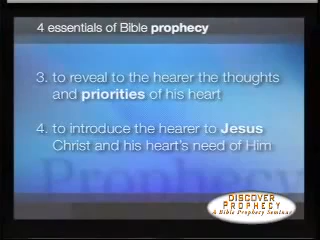 4 essentials of Bible prophecy
3. to reveal to the hearer the thoughts
and priorities of his heart
4. to introduce the hearer to Jesus
Christ and his heart's need of Him
Prophecy
DISCOVER
PROPHECY
A Bible Prophecy Seminar